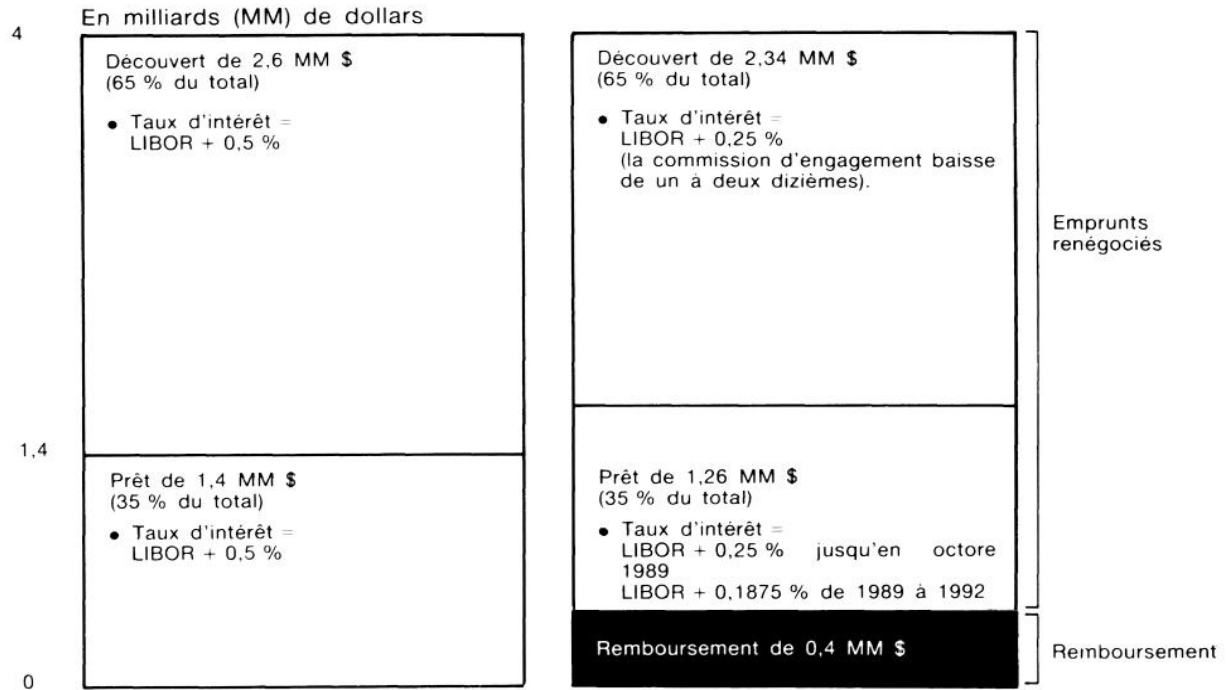 En milliards (MM) de dollars
4
Découvert de 2,6 MM $
(65 % du total)
• Taux d'intérêt =
LIBOR + 0,5 %
1,4
Prêt de 1,4 MM $
(35 % du total)
• Taux d'intérêt =
LIBOR + 0,5 %
0
Découvert de 2,34 MM $
(65 % du total)
• Taux d'intérêt =
LIBOR + 0,25 %
(la commission d'engagement baisse
de un à deux dizièmes).
Prêt de 1,26 MM $
(35 % du total)
• Taux d'intérêt =
LIBOR + 0,25 % jusqu'en octore
1989
LIBOR + 0,1875 % de 1989 à 1992
Remboursement de 0,4 MM $
Emprunts
renégociés
Remboursement